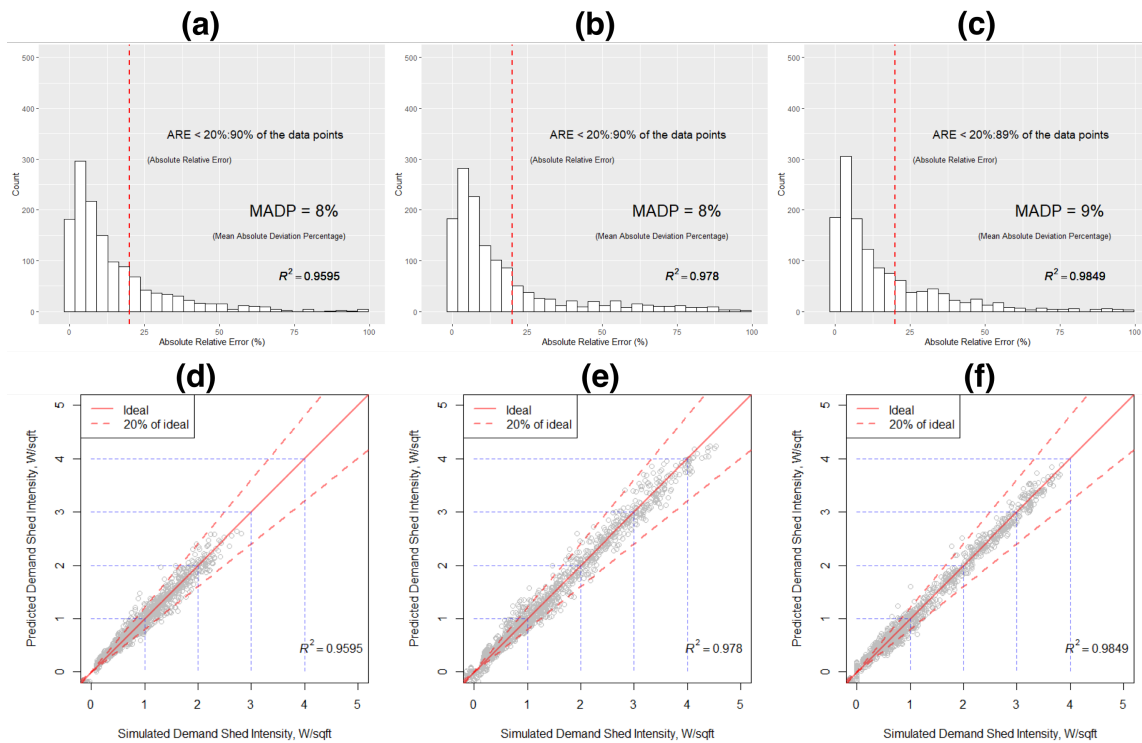 (a)
(b)
(c)
500
400
300
200
100
0
Count
ARE < 20%:90% of the data points
(Absolute Relative Error)
MADP = 8%
(Mean Absolute Deviation Percentage)
R² = 0.9595
0 25 50 75 100
Absolute Relative Error (%)
500
400
300
200
100
0
Count
ARE < 20%:90% of the data points
(Absolute Relative Error)
MADP = 8%
(Mean Absolute Deviation Percentage)
R² = 0.978
0 25 50 75 100
Absolute Relative Error (%)
500
400
300
200
100
0
Count
ARE < 20%:89% of the data points
(Absolute Relative Error)
MADP = 9%
(Mean Absolute Deviation Percentage)
R² = 0.9849
0 25 50 75 100
Absolute Relative Error (%)
(d)
(e)
(f)
Ideal
20% of ideal
5
4
3
2
1
0
Predicted Demand Shed Intensity, W/sqft
R² = 0.9595
0 1 2 3 4 5
Simulated Demand Shed Intensity, W/sqft
Ideal
20% of ideal
5
4
3
2
1
0
Predicted Demand Shed Intensity, W/sqft
R² = 0.978
0 1 2 3 4 5
Simulated Demand Shed Intensity, W/sqft
Ideal
20% of ideal
5
4
3
2
1
0
Predicted Demand Shed Intensity, W/sqft
R² = 0.9849
0 1 2 3 4 5
Simulated Demand Shed Intensity, W/sqft